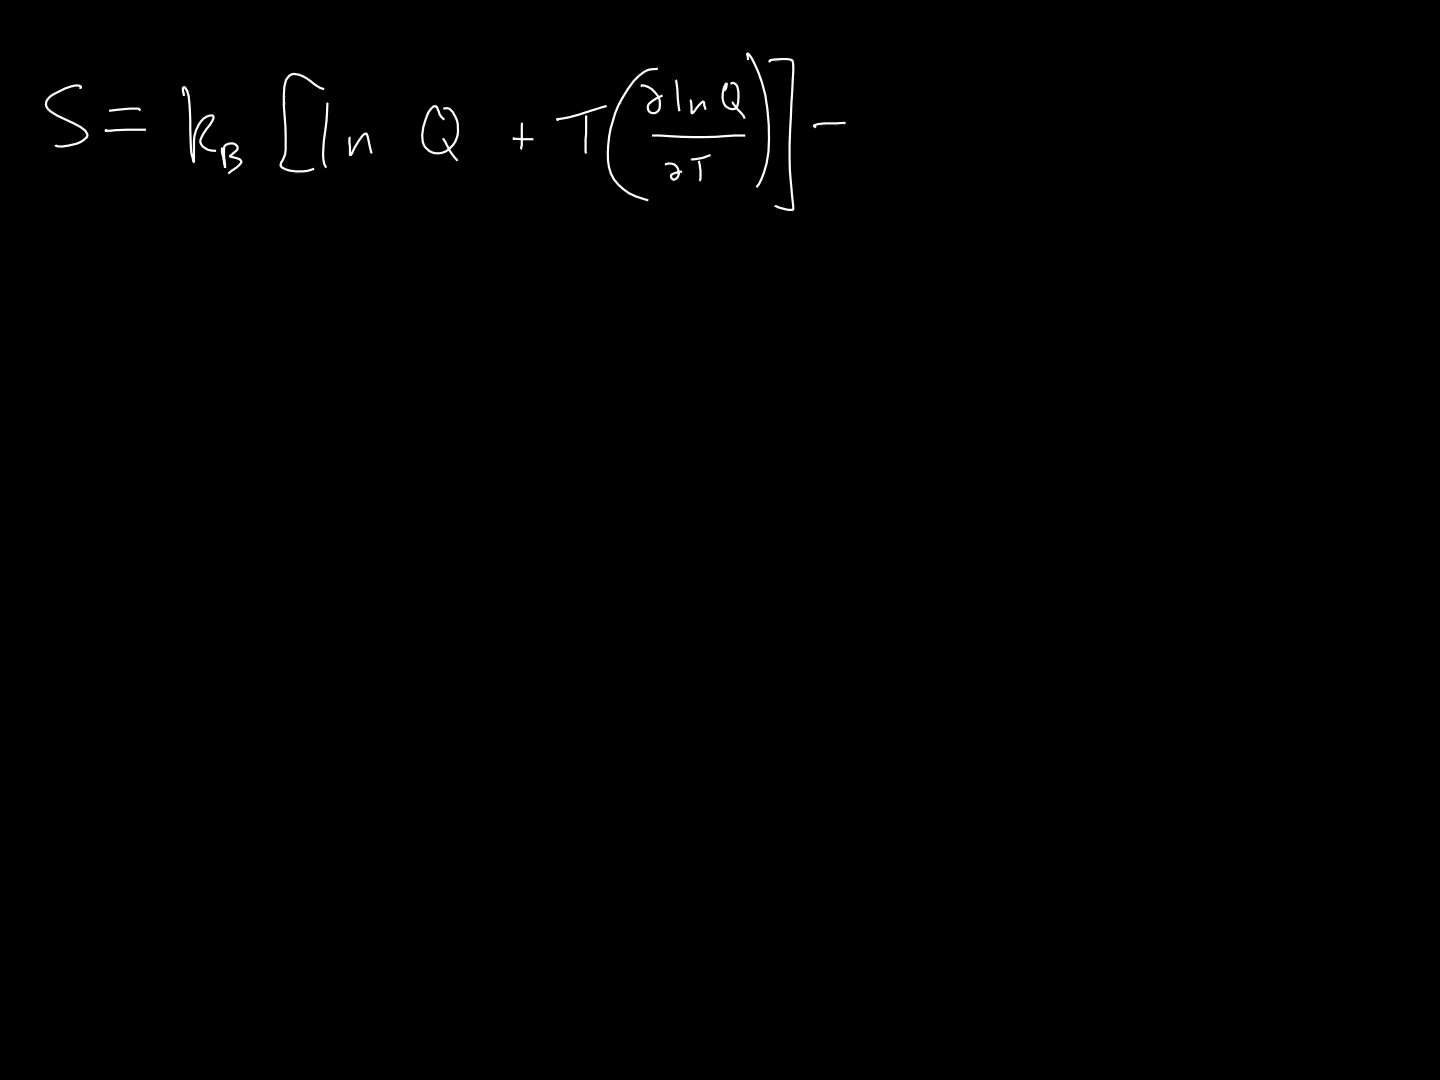 S = k_B [ln Q + T(∂ ln Q / ∂T)] −